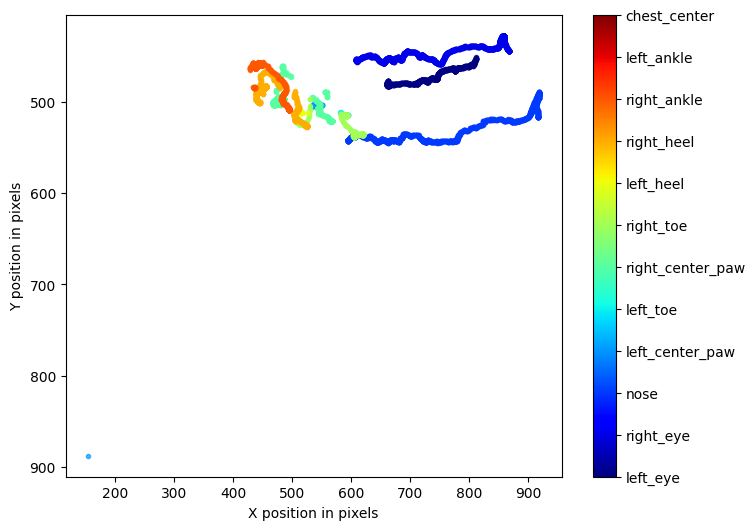 500
600
700
800
900
Y position in pixels
200
300
400
500
600
700
800
900
X position in pixels
chest_center
left_ankle
right_ankle
right_heel
left_heel
right_toe
right_center_paw
left_toe
left_center_paw
nose
right_eye
left_eye